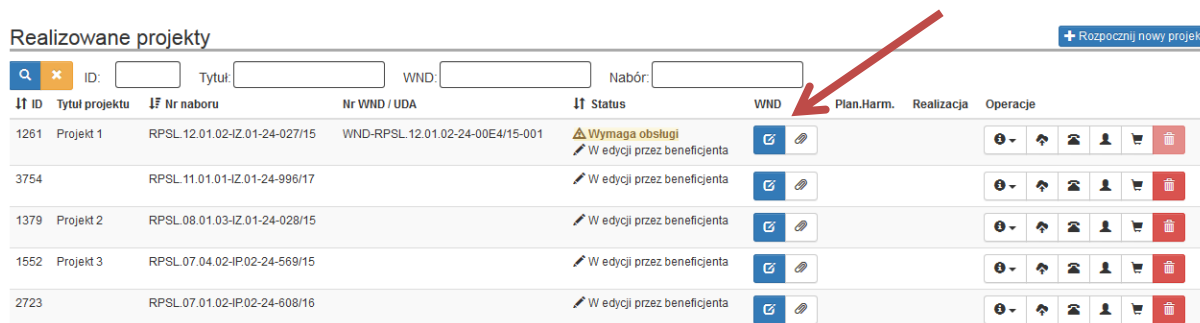 Realizowane projekty
Rozpocznij nowy projek
ID: Tytuł: WND: Nabór:
ID Tytuł projektu Nr naboru Nr WND / UDA Status WND Plan.Harm. Realizacja Operacje
1261 Projekt 1 RPSL.12.01.02-IZ.01-24-027/15 WND-RPSL.12.01.02-24-00E4/15-001 Wymaga obsługi
W edycji przez beneficjenta
3754 RPSL.11.01.01-IZ.01-24-996/17 W edycji przez beneficjenta
1379 Projekt 2 RPSL.08.01.03-IZ.01-24-028/15 W edycji przez beneficjenta
1552 Projekt 3 RPSL.07.04.02-IP.02-24-569/15 W edycji przez beneficjenta
2723 RPSL.07.01.02-IP.02-24-608/16 W edycji przez beneficjenta